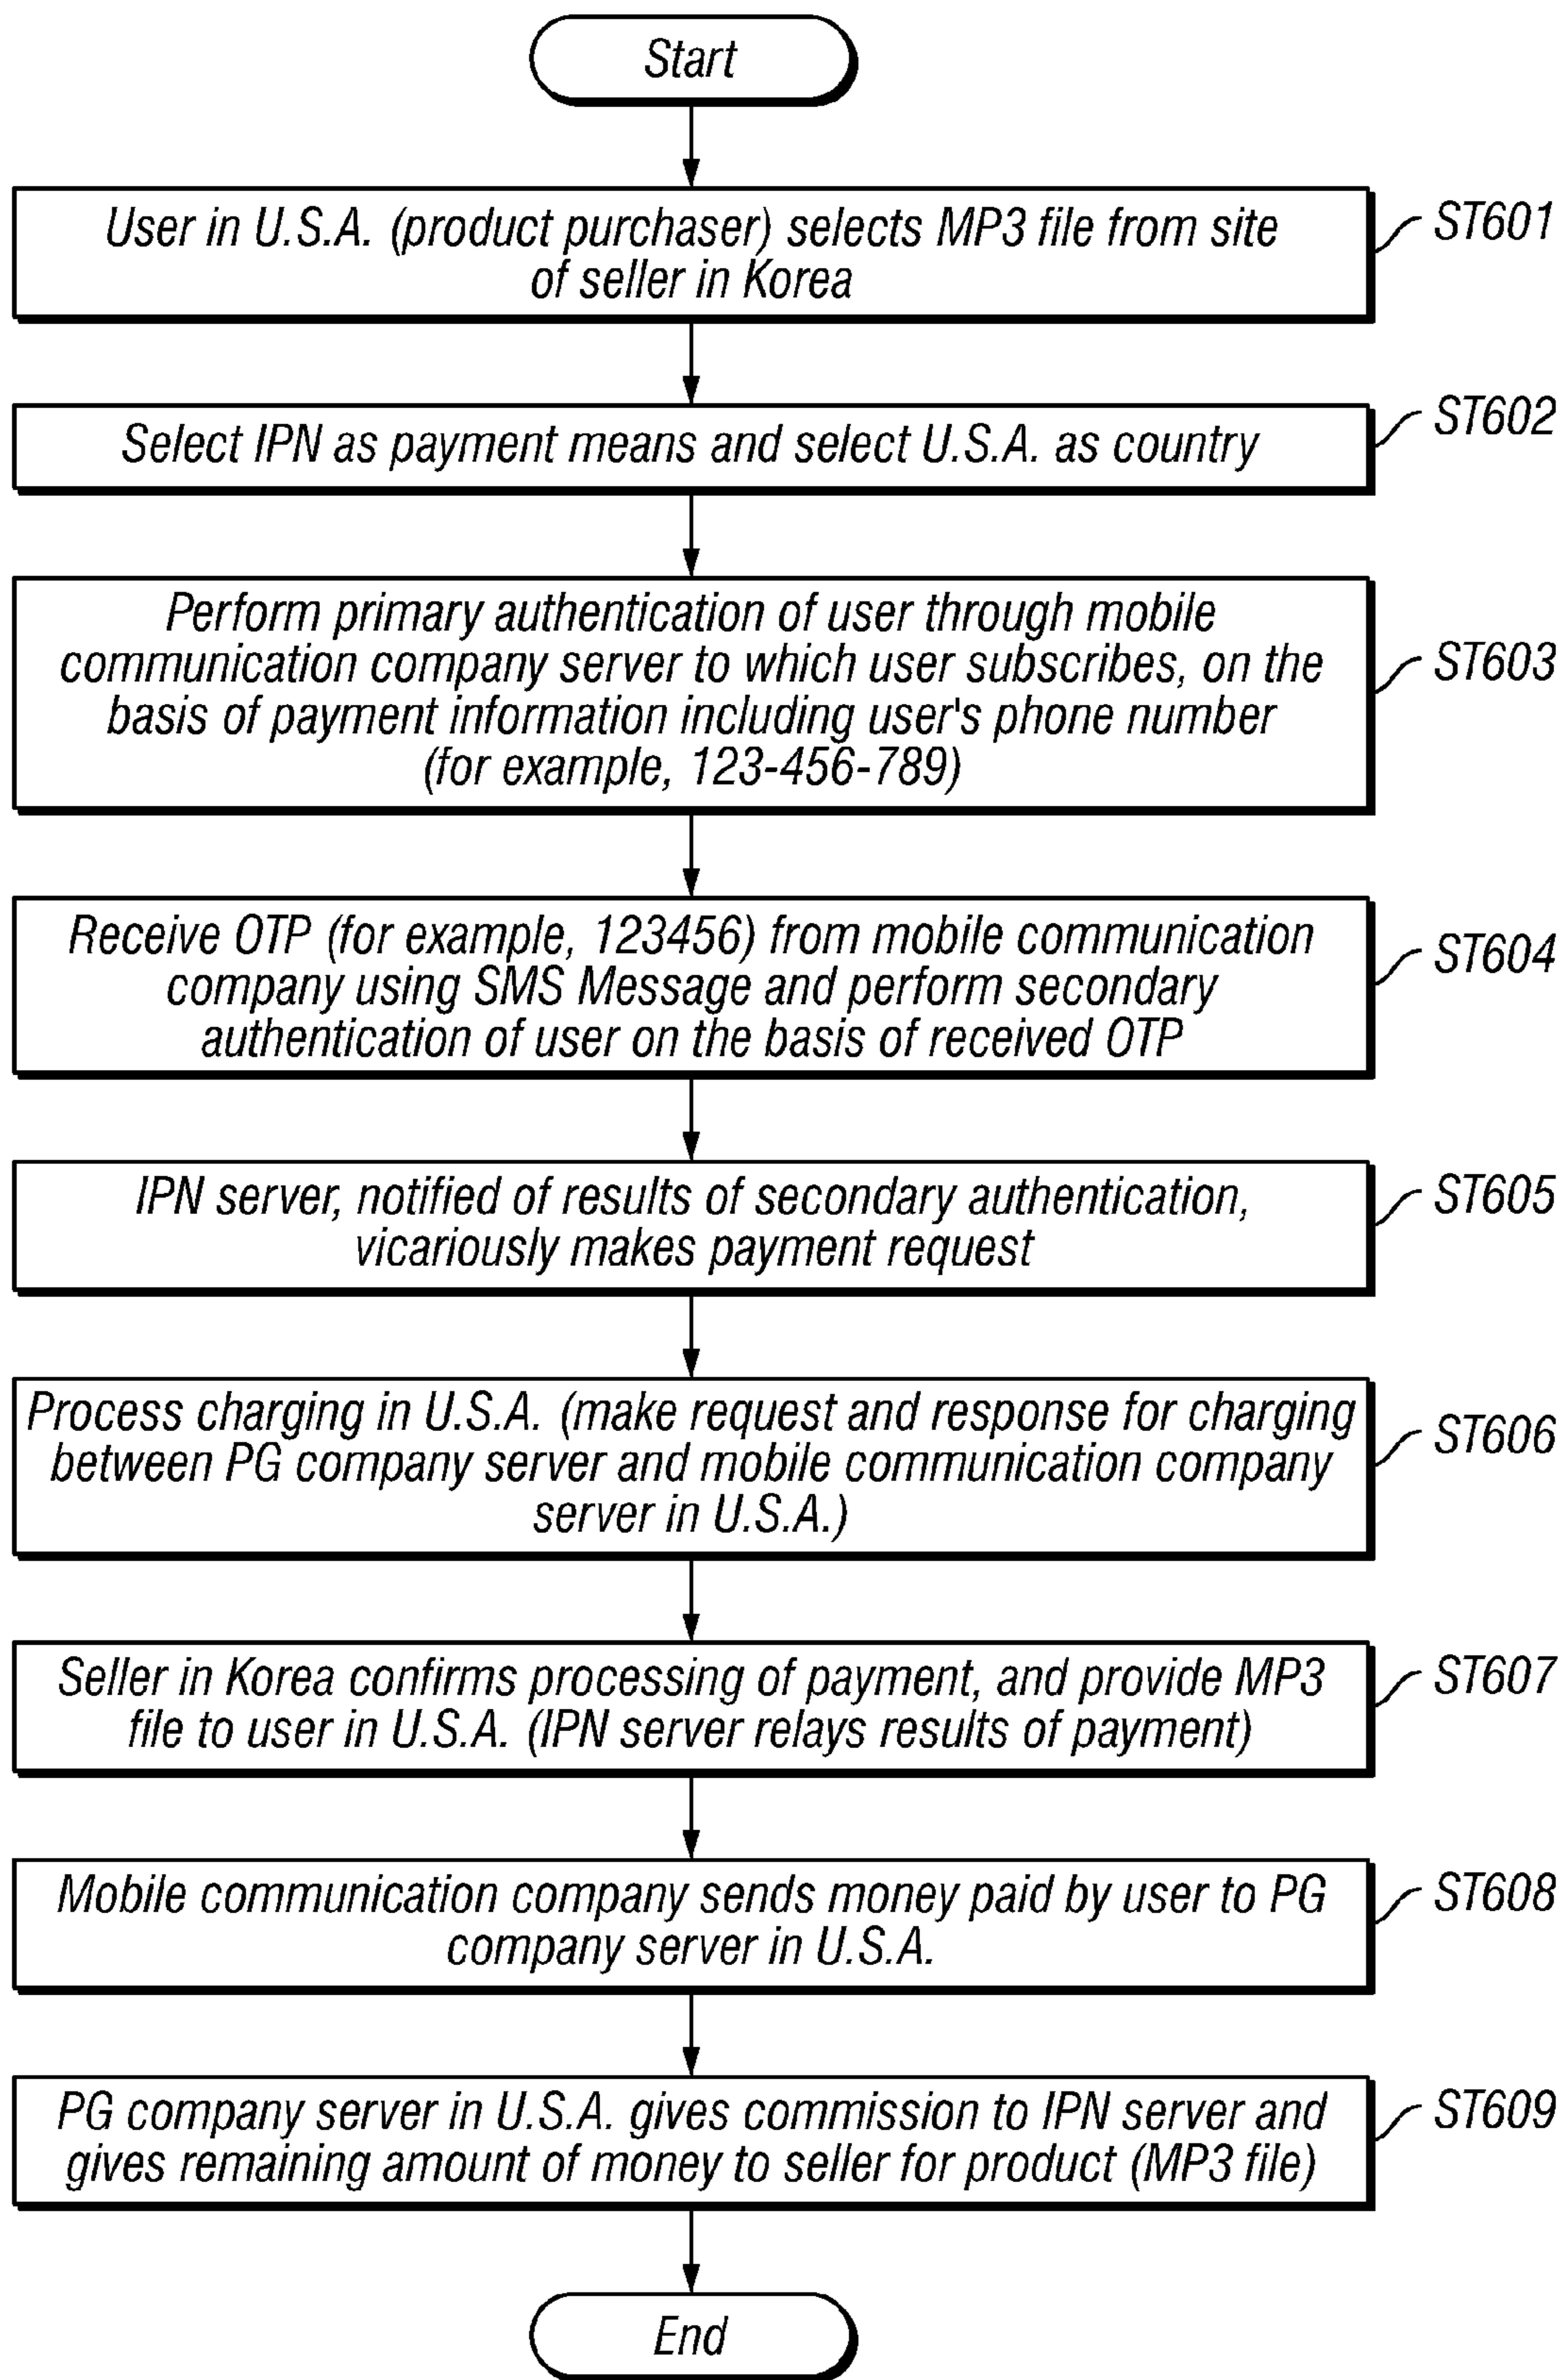 Start
User in U.S.A. (product purchaser) selects MP3 file from site
of seller in Korea
ST601
Select IPN as payment means and select U.S.A. as country
ST602
Perform primary authentication of user through mobile
communication company server to which user subscribes, on the
basis of payment information including user's phone number
(for example, 123-456-789)
ST603
Receive OTP (for example, 123456) from mobile communication
company using SMS Message and perform secondary
authentication of user on the basis of received OTP
ST604
IPN server, notified of results of secondary authentication,
vicariously makes payment request
ST605
Process charging in U.S.A. (make request and response for charging
between PG company server and mobile communication company
server in U.S.A.)
ST606
Seller in Korea confirms processing of payment, and provide MP3
file to user in U.S.A. (IPN server relays results of payment)
ST607
Mobile communication company sends money paid by user to PG
company server in U.S.A.
ST608
PG company server in U.S.A. gives commission to IPN server and
gives remaining amount of money to seller for product (MP3 file)
ST609
End